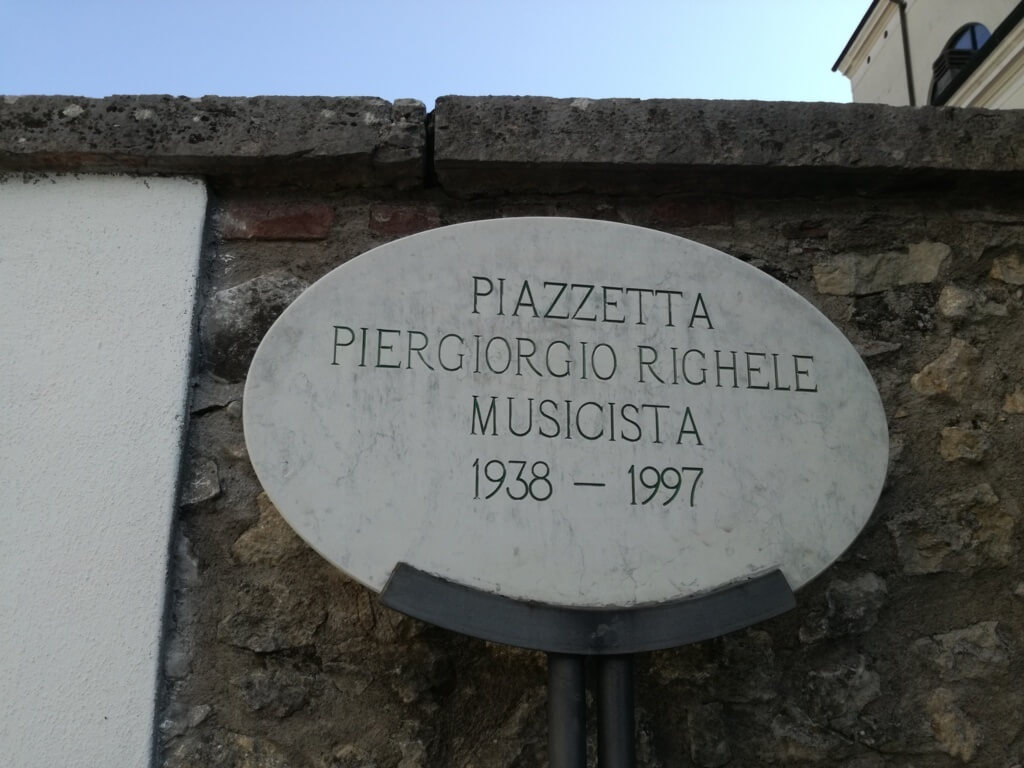 PIAZZETTA
PIERGIORGIO RIGHELE
MUSICISTA
1938 – 1997